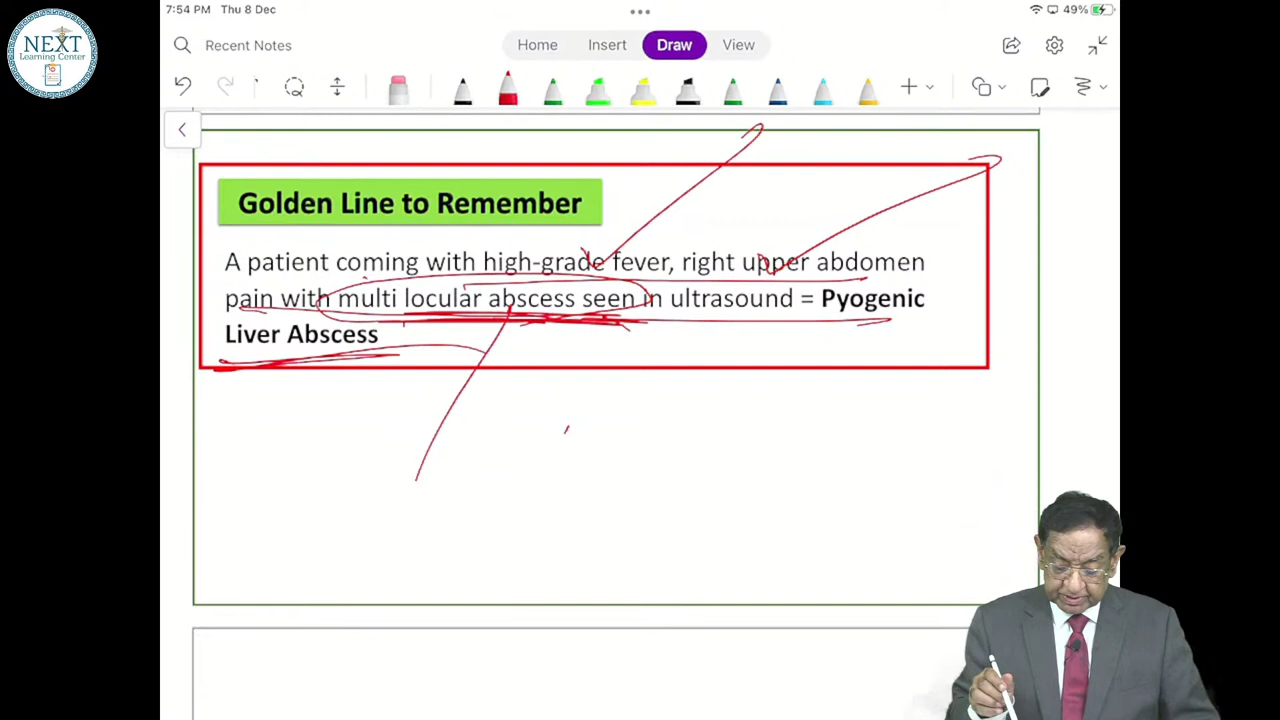 7:54 PM Thu 8 Dec
49%
NEXT
Learning Center
Recent Notes
Home Insert Draw View
Golden Line to Remember
A patient coming with high-grade fever, right upper abdomen
pain with multi locular abscess seen in ultrasound = Pyogenic
Liver Abscess